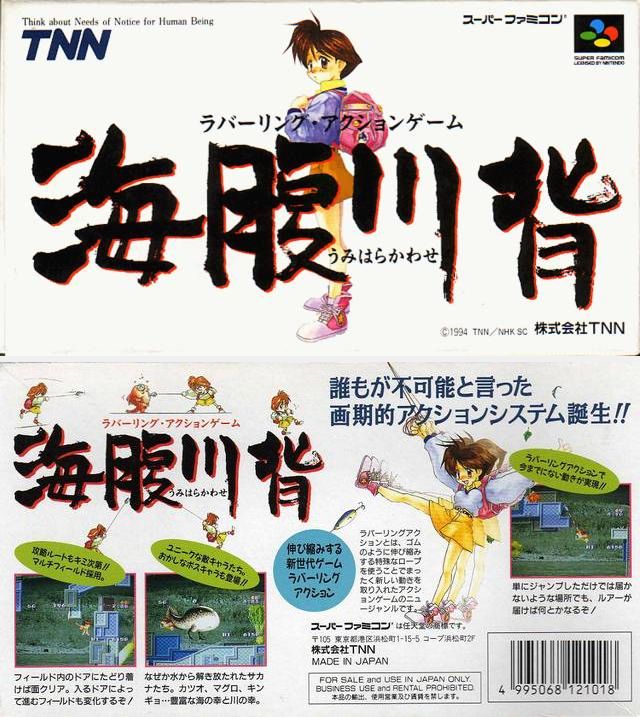 Think about Needs of Notice for Human Being
TNN
スーパーファミコン
SUPER FAMICOM
LICENSED BY NINTENDO
ラバーリング・アクションゲーム
海腹川背
うみはらかわせ
©1994 TNN/NHK SC 株式会社TNN
ラバーリング・アクションゲーム
海腹川背
うみはらかわせ
誰もが不可能と言った
画期的アクションシステム誕生!!
ラバーリングアクションで
今までにない動きが実現!!
攻略ルートもキミ次第!!
マルチフィールド採用。
ユニークな敵キャラたち。
おかしなボスキャラも登場!!
伸び縮みする
新世代ゲーム
ラバーリング
アクション
ラバーリングアク
ションとは、ゴム
のように伸び縮み
する特殊なロープ
を使うことでまっ
たく新しい動きを
取り入れたアクシ
ョンゲームのニュ
ージャンルです。
単にジャンプしただけでは届か
ないような場所でも、ルアーが
届けば何とかなるぞ!
フィールド内のドアにたどり着
けば面クリア。入るドアによっ
て進むフィールドも変化するぞ!
なぜか水から解き放たれたサカ
ナたち。カツオ、マグロ、キン
ギョ…豊富な海の幸と川の幸。
スーパーファミコンは任天堂の商標です。
〒105 東京都港区浜松町1-15-5 コープ浜松町2F
株式会社TNN
MADE IN JAPAN
FOR SALE and USE IN JAPAN ONLY.
BUSINESS USE and RENTAL PROHIBITED.
本品の輸出、使用営業及び賃貸を禁じます。
4 995068 121018